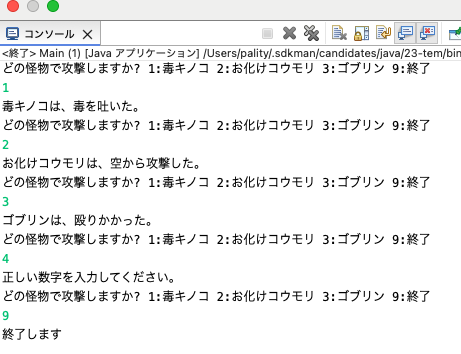 コンソール
<終了> Main (1) [Java アプリケーション] /Users/pality/.sdkman/candidates/java/23-tem/bin
どの怪物で攻撃しますか? 1:毒キノコ 2:お化けコウモリ 3:ゴブリン 9:終了
1
毒キノコは、毒を吐いた。
どの怪物で攻撃しますか? 1:毒キノコ 2:お化けコウモリ 3:ゴブリン 9:終了
2
お化けコウモリは、空から攻撃した。
どの怪物で攻撃しますか? 1:毒キノコ 2:お化けコウモリ 3:ゴブリン 9:終了
3
ゴブリンは、殴りかかった。
どの怪物で攻撃しますか? 1:毒キノコ 2:お化けコウモリ 3:ゴブリン 9:終了
4
正しい数字を入力してください。
どの怪物で攻撃しますか? 1:毒キノコ 2:お化けコウモリ 3:ゴブリン 9:終了
9
終了します